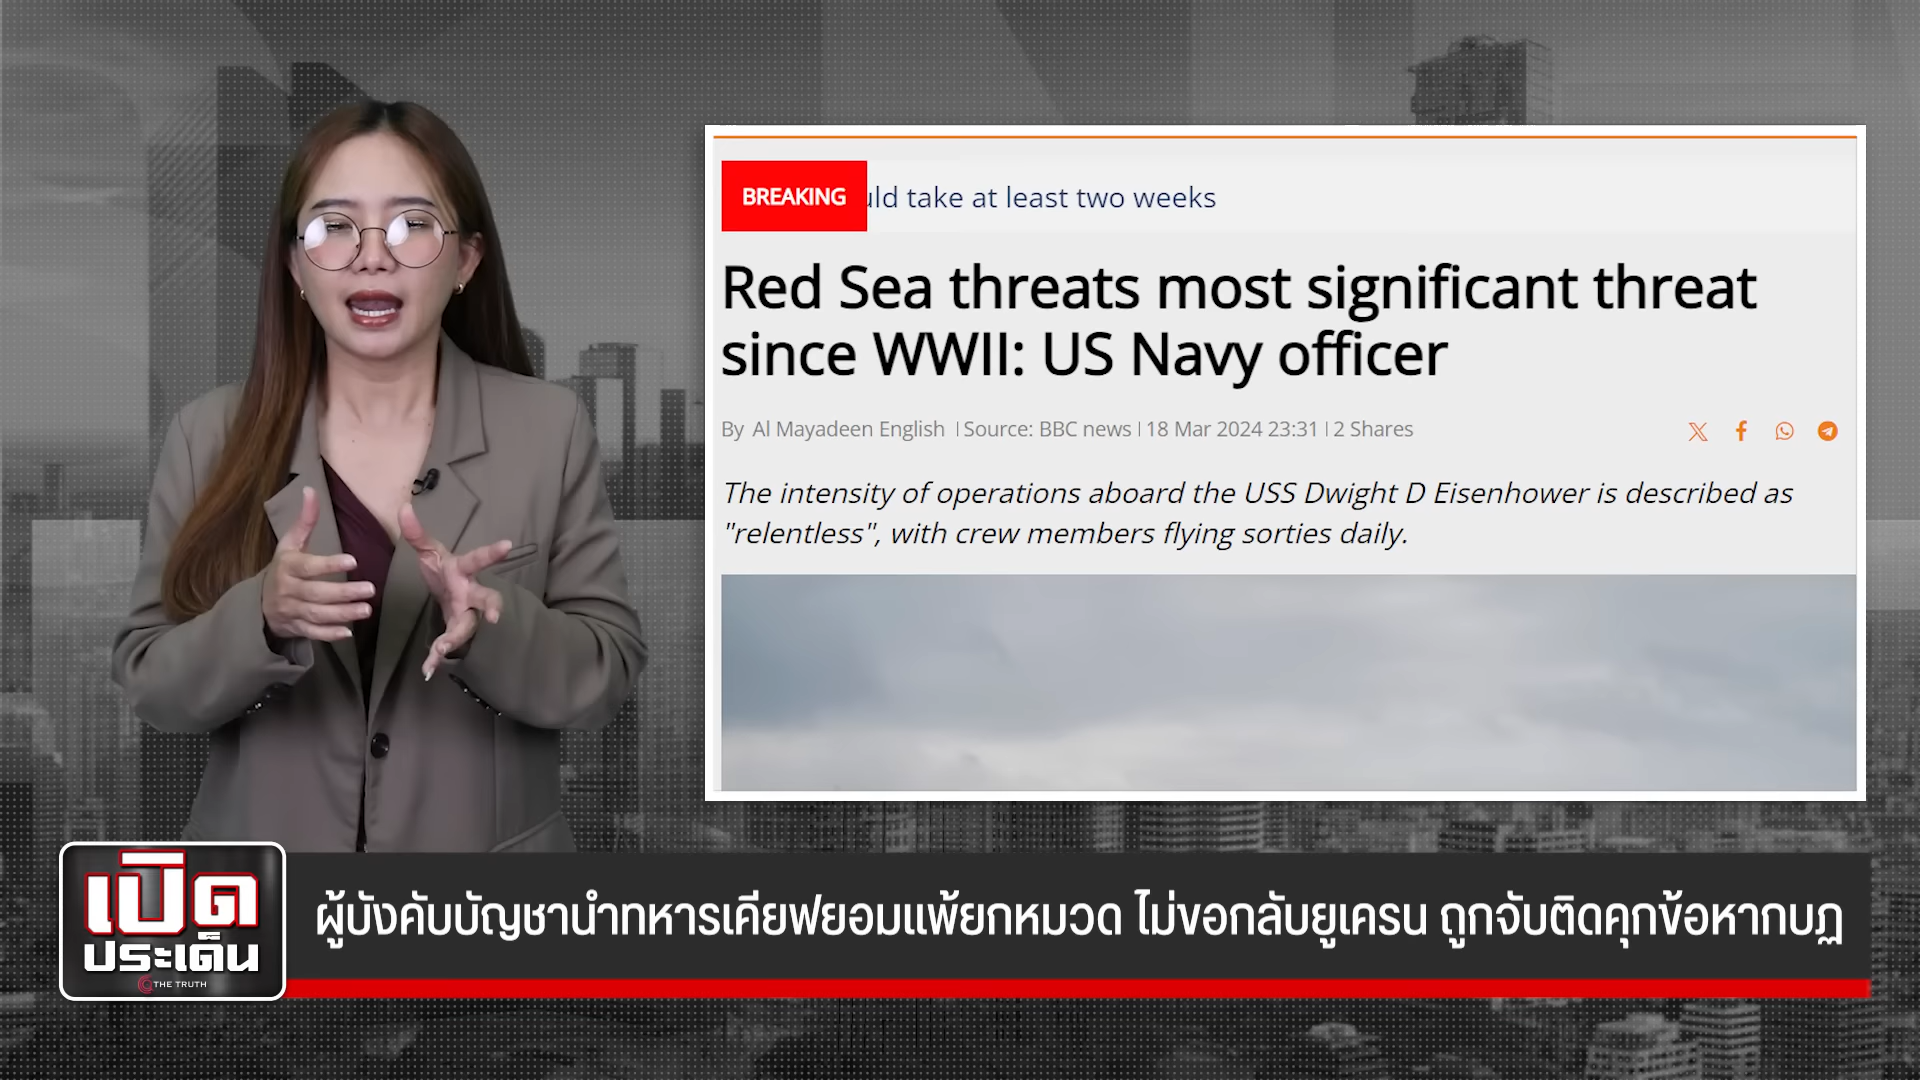 BREAKING
uld take at least two weeks
Red Sea threats most significant threat
since WWII: US Navy officer
By Al Mayadeen English | Source: BBC news | 18 Mar 2024 23:31 | 2 Shares
The intensity of operations aboard the USS Dwight D Eisenhower is described as
"relentless", with crew members flying sorties daily.
เปิด
ประเด็น
THE TRUTH
ผู้บังคับบัญชานำทหารเคียฟยอมแพ้ยกหมวด ไม่ขอกลับยูเครน ถูกจับติดคุกข้อหากบฏ